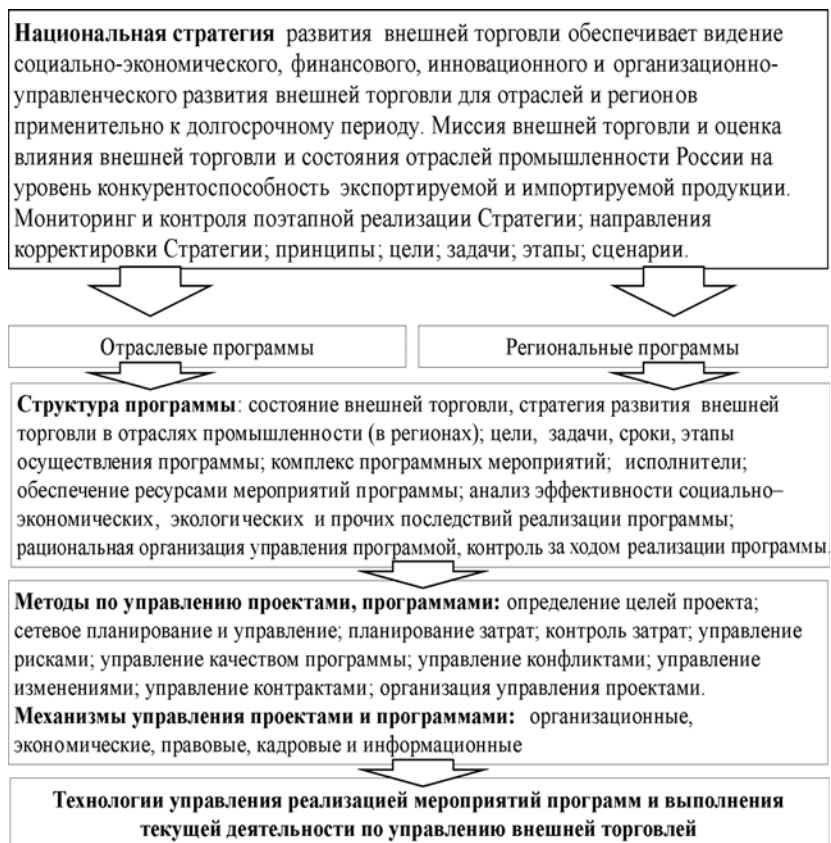 Национальная стратегия развития внешней торговли обеспечивает видение
социально-экономического, финансового, инновационного и организационно-
управленческого развития внешней торговли для отраслей и регионов
применительно к долгосрочному периоду. Миссия внешней торговли и оценка
влияния внешней торговли и состояния отраслей промышленности России на
уровень конкурентоспособность экспортируемой и импортируемой продукции.
Мониторинг и контроля поэтапной реализации Стратегии; направления
корректировки Стратегии; принципы; цели; задачи; этапы; сценарии.
Отраслевые программы
Региональные программы
Структура программы: состояние внешней торговли, стратегия развития внешней
торговли в отраслях промышленности (в регионах); цели, задачи, сроки, этапы
осуществления программы; комплекс программных мероприятий; исполнители;
обеспечение ресурсами мероприятий программы; анализ эффективности социально–
экономических, экологических и прочих последствий реализации программы;
рациональная организация управления программой, контроль за ходом реализации программы.
Методы по управлению проектами, программами: определение целей проекта;
сетевое планирование и управление; планирование затрат; контроль затрат; управление
рисками; управление качеством программы; управление конфликтами; управление
изменениями; управление контрактами; организация управления проектами.
Механизмы управления проектами и программами: организационные,
экономические, правовые, кадровые и информационные
Технологии управления реализацией мероприятий программ и выполнения
текущей деятельности по управлению внешней торговлей